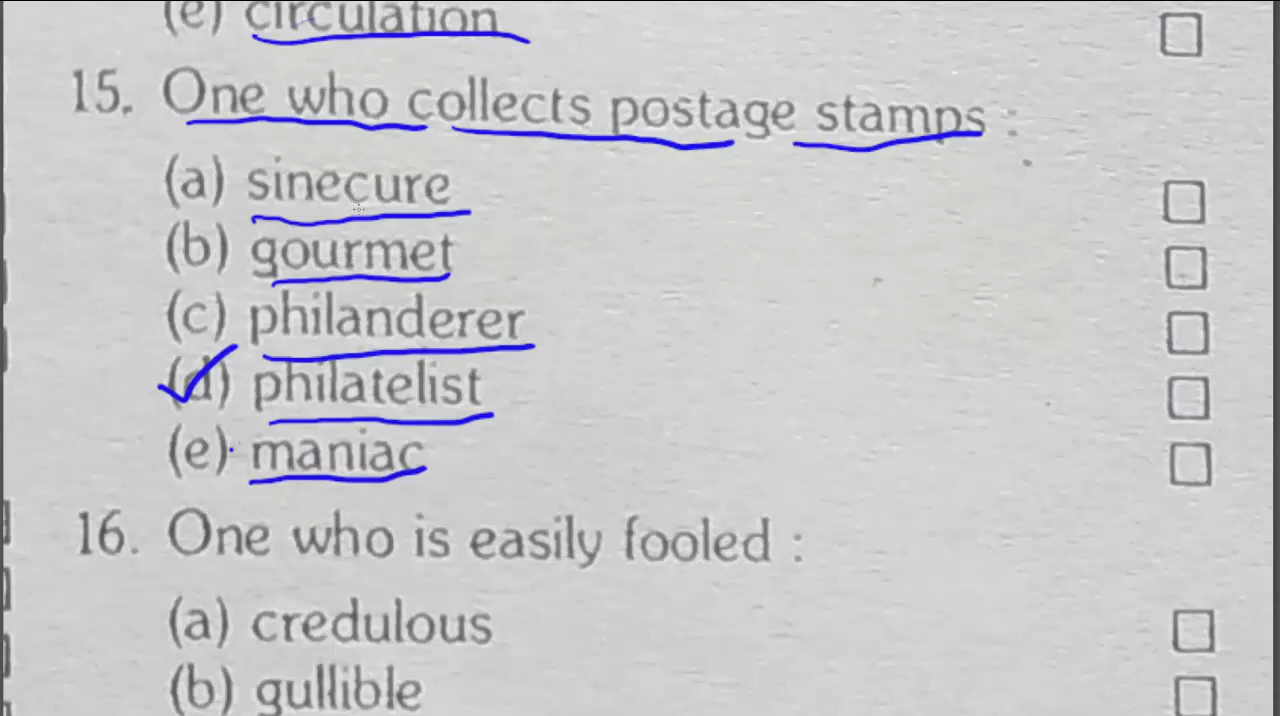 (e) circulation
15. One who collects postage stamps :
(a) sinecure
(b) gourmet
(c) philanderer
(d) philatelist
(e) maniac
16. One who is easily fooled :
(a) credulous
(b) gullible